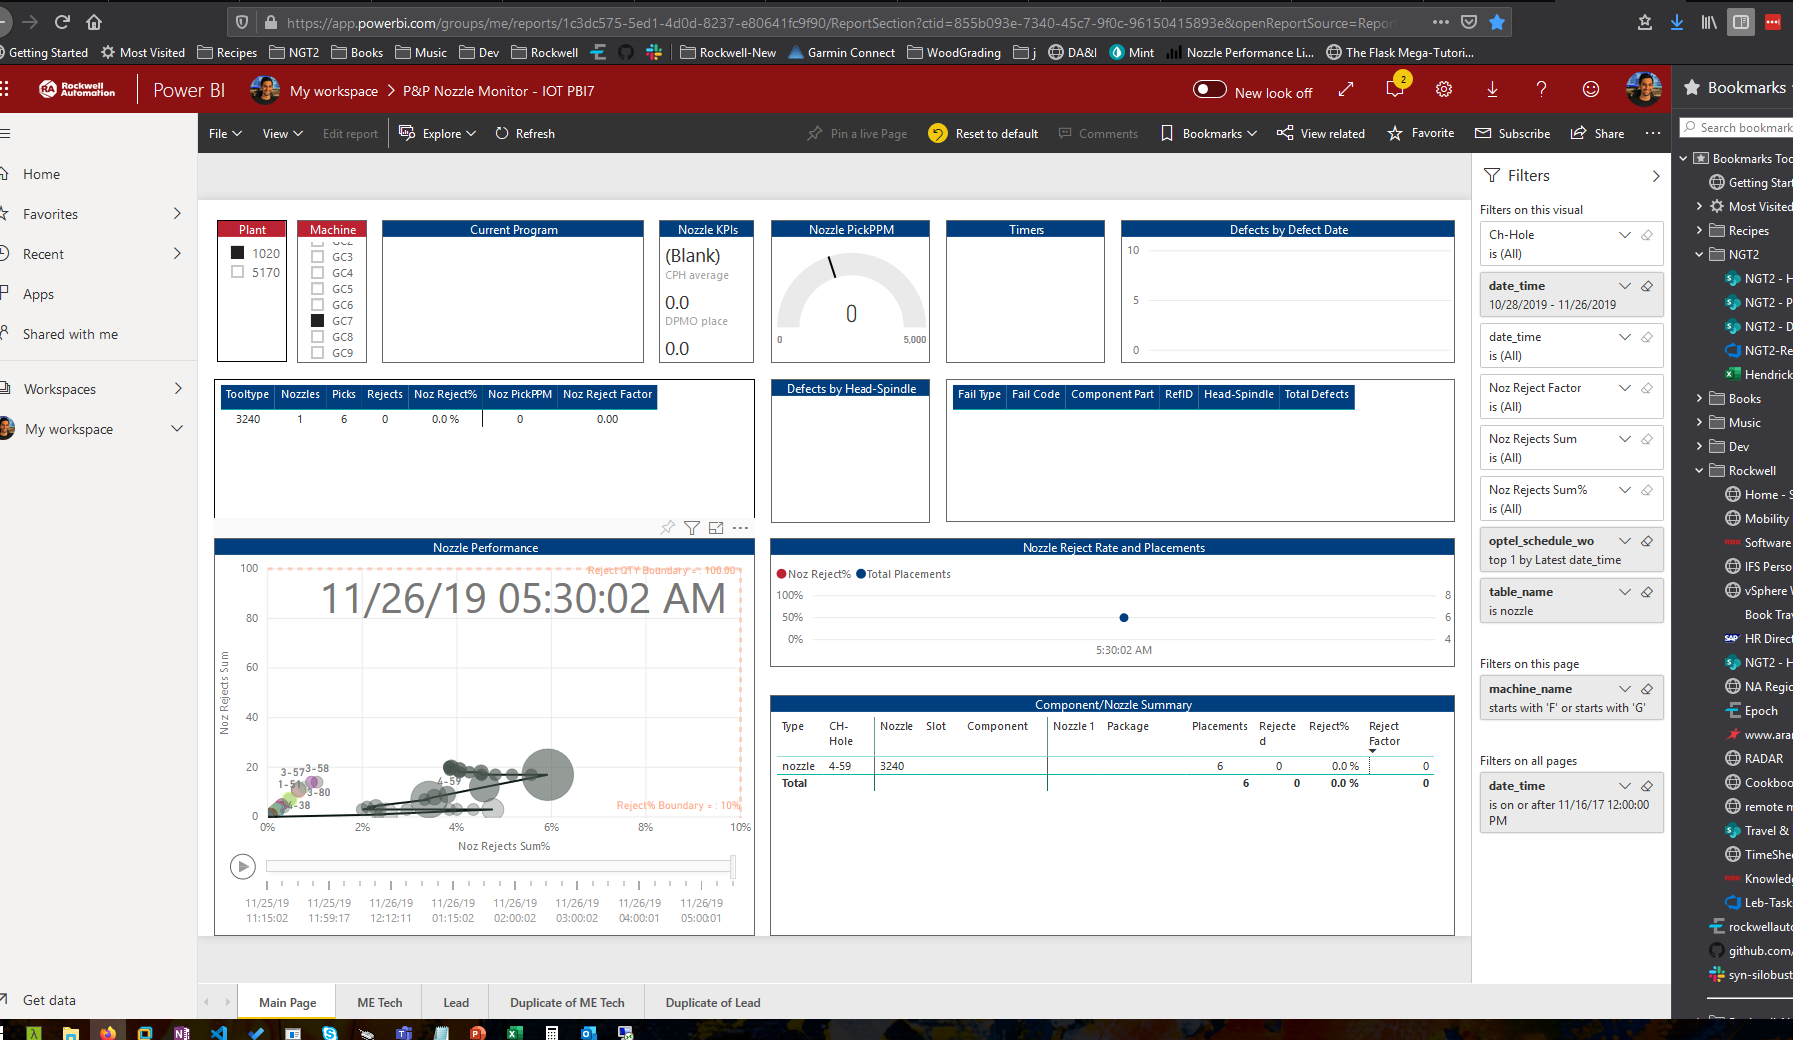 https://app.powerbi.com/groups/me/reports/1c3dc575-5ed1-4d0d-8237-e80641fc9f90/ReportSection?ctid=855b093e-7340-45c7-9f0c-96150415893e&openReportSource=Repor
Getting Started Most Visited Recipes NGT2 Books Music Dev Rockwell Rockwell-New Garmin Connect WoodGrading j DA&I Mint Nozzle Performance Li... The Flask Mega-Tutori...
RA Rockwell Automation Power BI My workspace > P&P Nozzle Monitor - IOT PBI7 New look off 2 Bookmarks
File View Edit report Explore Refresh Pin a live Page Reset to default Comments Bookmarks View related Favorite Subscribe Share
Home
Favorites
Recent
Apps
Shared with me
Workspaces
My workspace
Get data
Plant
1020
5170
Machine
GC2
GC3
GC4
GC5
GC6
GC7
GC8
GC9
Current Program
Nozzle KPIs
(Blank)
CPH average
0.0
DPMO place
0.0
Nozzle PickPPM
0
0 5,000
Timers
Defects by Defect Date
10
5
0
Tooltype Nozzles Picks Rejects Noz Reject% Noz PickPPM Noz Reject Factor
3240 1 6 0 0.0 % 0 0.00
Defects by Head-Spindle
Fail Type Fail Code Component Part RefID Head-Spindle Total Defects
Nozzle Performance
Reject QTY Boundary = : 100.00
11/26/19 05:30:02 AM
100
80
60
40
20
0
Noz Rejects Sum
3-57 3-58
1-51
3-80
4-38
4-59
Reject% Boundary = : 10%
0% 2% 4% 6% 8% 10%
Noz Rejects Sum%
11/25/19 11/25/19 11/26/19 11/26/19 11/26/19 11/26/19 11/26/19 11/26/19
11:15:02 11:59:17 12:12:11 01:15:02 02:00:02 03:00:02 04:00:01 05:00:01
Nozzle Reject Rate and Placements
Noz Reject% Total Placements
100% 8
50% 6
0% 4
5:30:02 AM
Component/Nozzle Summary
Type CH-Hole Nozzle Slot Component Nozzle 1 Package Placements Rejected Reject% Reject Factor
nozzle 4-59 3240 6 0 0.0 % 0
Total 6 0 0.0 % 0
Main Page ME Tech Lead Duplicate of ME Tech Duplicate of Lead
Filters
Filters on this visual
Ch-Hole
is (All)
date_time
10/28/2019 - 11/26/2019
date_time
is (All)
Noz Reject Factor
is (All)
Noz Rejects Sum
is (All)
Noz Rejects Sum%
is (All)
optel_schedule_wo
top 1 by Latest date_time
table_name
is nozzle
Filters on this page
machine_name
starts with 'F' or starts with 'G'
Filters on all pages
date_time
is on or after 11/16/17 12:00:00
PM
Search bookmark
Bookmarks Too
Getting Start
Most Visited
Recipes
NGT2
NGT2 - H
NGT2 - P
NGT2 - D
NGT2-Re
Hendrick
Books
Music
Dev
Rockwell
Home - S
Mobility
Software
IFS Perso
vSphere W
Book Trav
SAP HR Direct
NGT2 - H
NA Regio
Epoch
www.arar
RADAR
Cookboo
remote m
Travel &
TimeShee
Knowledg
Leb-Task
rockwellauto
github.com/
syn-silobust